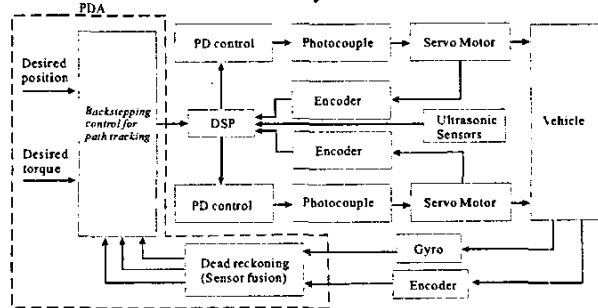 PDA
PD control
Photocouple
Servo Motor
Desired
position
Backstepping
control for
path tracking
DSP
Encoder
Ultrasonic
Sensors
Vehicle
Encoder
Desired
torque
PD control
Photocouple
Servo Motor
Dead reckoning
(Sensor fusion)
Gyro
Encoder